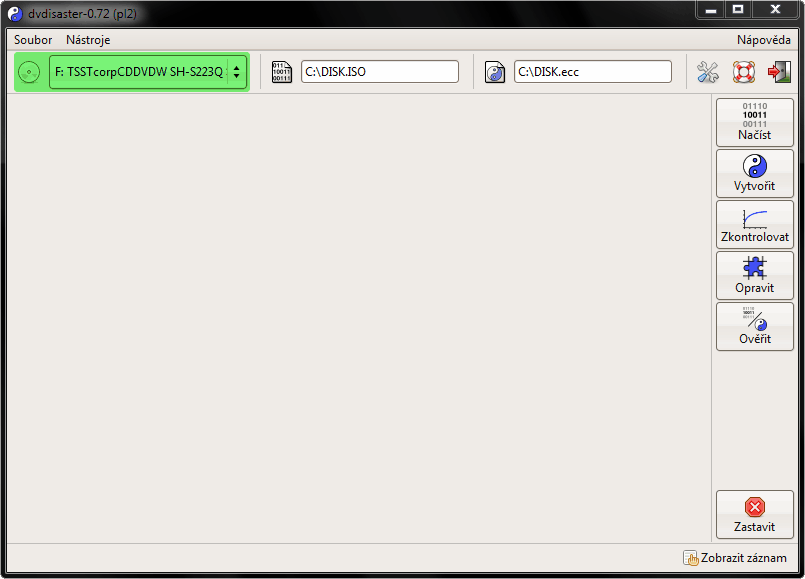 dvdisaster-0.72 (pl2)
Soubor Nástroje Nápověda
F: TSSTcorpCDDVDW SH-S223Q
C:\DISK.ISO
C:\DISK.ecc
01110
10011
00111
Načíst
Vytvořit
Zkontrolovat
Opravit
Ověřit
Zastavit
Zobrazit záznam